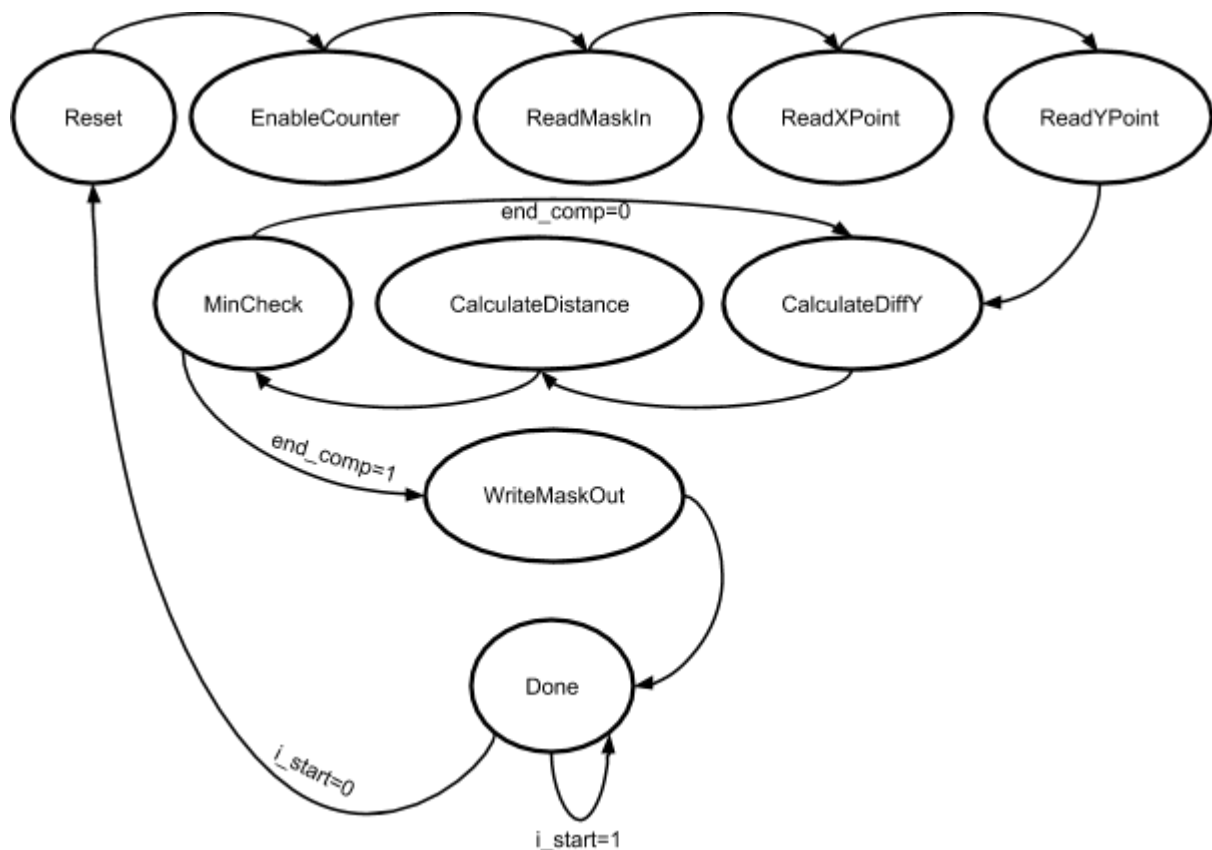 Reset
EnableCounter
ReadMaskIn
ReadXPoint
ReadYPoint
end_comp=0
MinCheck
CalculateDistance
CalculateDiffY
end_comp=1
WriteMaskOut
Done
i_start=0
i_start=1